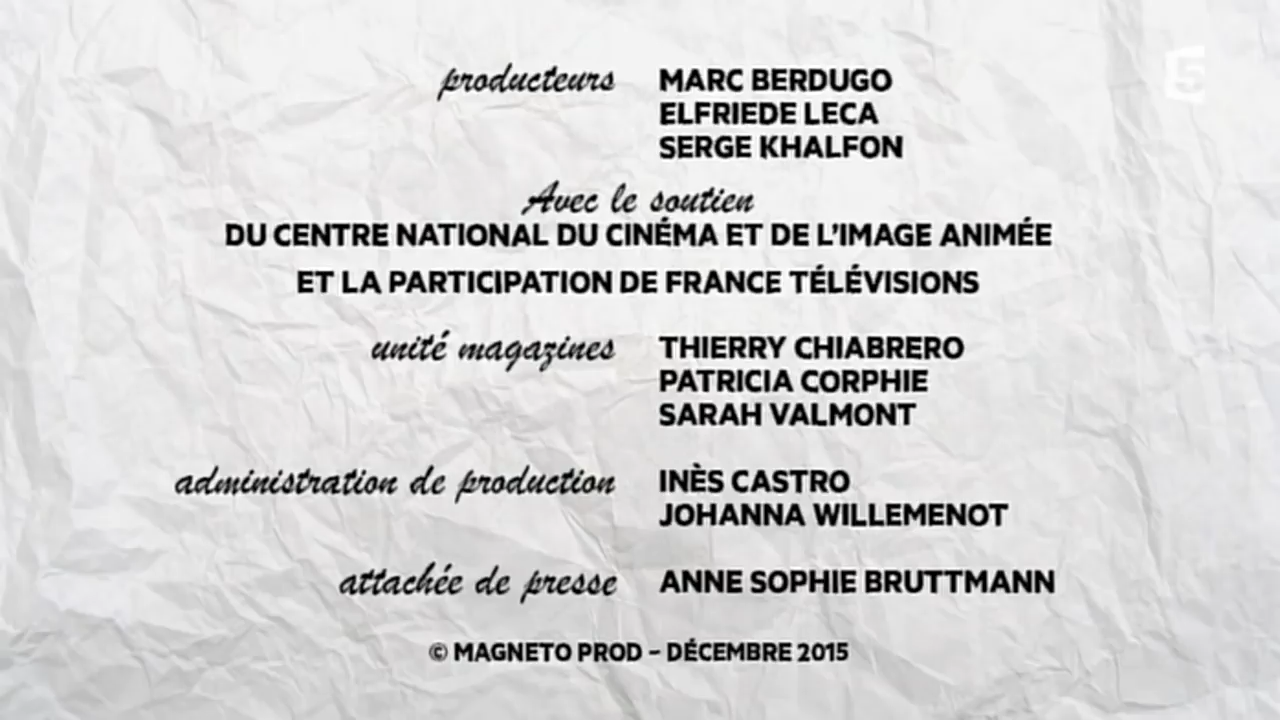 5
producteurs MARC BERDUGO
ELFRIEDE LECA
SERGE KHALFON
Avec le soutien
DU CENTRE NATIONAL DU CINÉMA ET DE L'IMAGE ANIMÉE
ET LA PARTICIPATION DE FRANCE TÉLÉVISIONS
unité magazines THIERRY CHIABRERO
PATRICIA CORPHIE
SARAH VALMONT
administration de production INÈS CASTRO
JOHANNA WILLEMENOT
attachée de presse ANNE SOPHIE BRUTTMANN
© MAGNETO PROD – DÉCEMBRE 2015